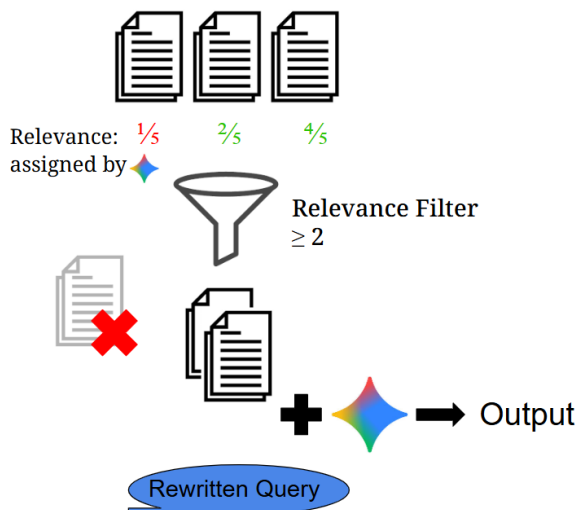 Relevance: ⅕ ⅖ ⅘
assigned by
Relevance Filter
≥ 2
Output
Rewritten Query